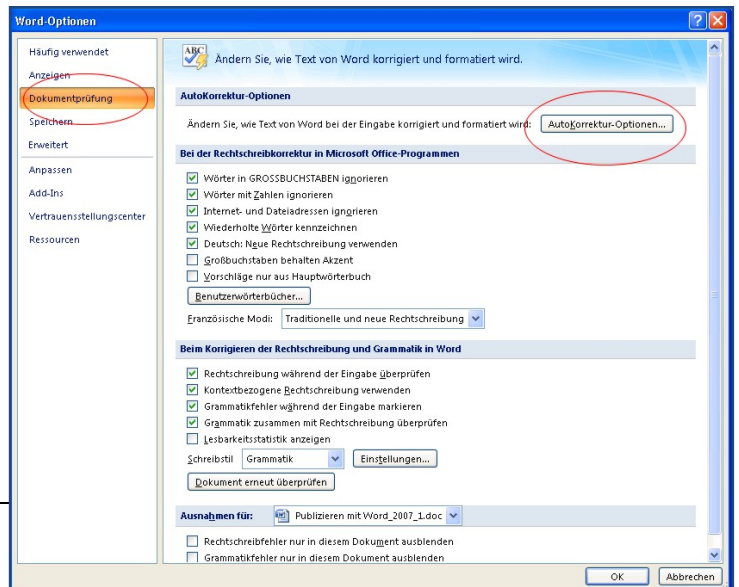 Word-Optionen
Häufig verwendet
Anzeigen
Dokumentprüfung
Speichern
Erweitert
Anpassen
Add-Ins
Vertrauensstellungscenter
Ressourcen
ABC
Ändern Sie, wie Text von Word korrigiert und formatiert wird.
AutoKorrektur-Optionen
Ändern Sie, wie Text von Word bei der Eingabe korrigiert und formatiert wird: AutoKorrektur-Optionen...
Bei der Rechtschreibkorrektur in Microsoft Office-Programmen
Wörter in GROSSBUCHSTABEN ignorieren
Wörter mit Zahlen ignorieren
Internet- und Dateiadressen ignorieren
Wiederholte Wörter kennzeichnen
Deutsch: Neue Rechtschreibung verwenden
Großbuchstaben behalten Akzent
Vorschläge nur aus Hauptwörterbuch
Benutzerwörterbücher...
Französische Modi: Traditionelle und neue Rechtschreibung
Beim Korrigieren der Rechtschreibung und Grammatik in Word
Rechtschreibung während der Eingabe überprüfen
Kontextbezogene Rechtschreibung verwenden
Grammatikfehler während der Eingabe markieren
Grammatik zusammen mit Rechtschreibung überprüfen
Lesbarkeitsstatistik anzeigen
Schreibstil Grammatik Einstellungen...
Dokument erneut überprüfen
Ausnahmen für: Publizieren mit Word_2007_1.doc
Rechtschreibfehler nur in diesem Dokument ausblenden
Grammatikfehler nur in diesem Dokument ausblenden
OK Abbrechen